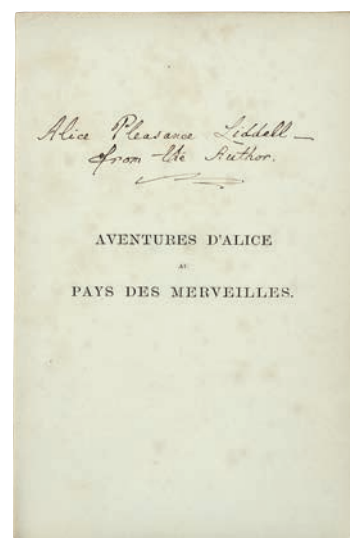 Alice Pleasance Liddell —
from the Author.
AVENTURES D'ALICE
AU
PAYS DES MERVEILLES.